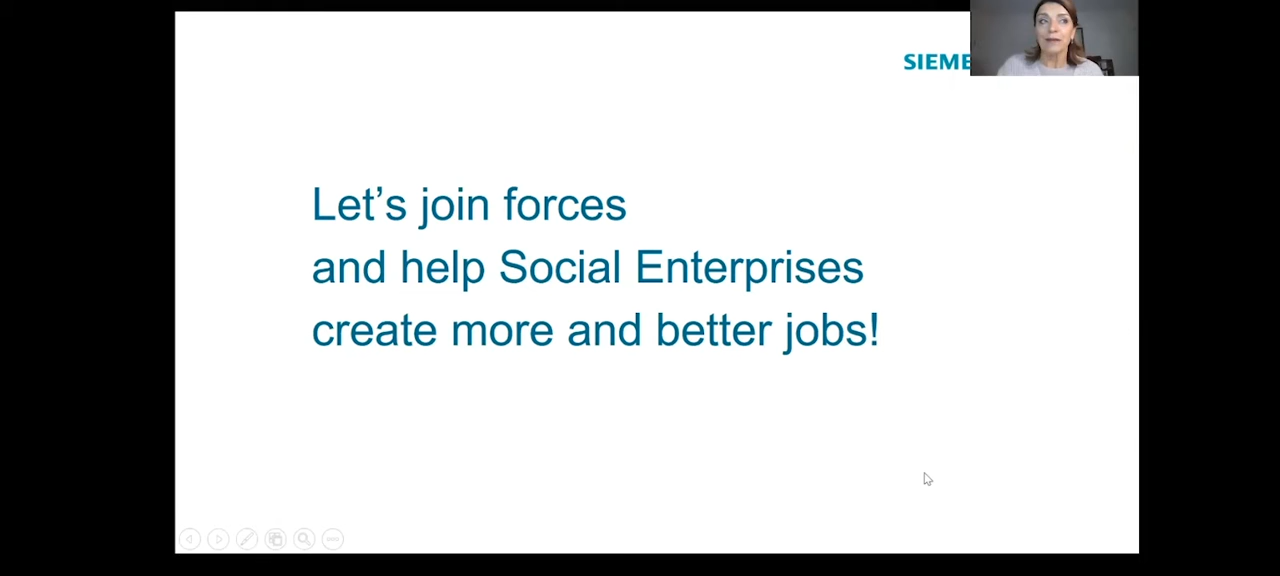 SIEME
Let's join forces
and help Social Enterprises
create more and better jobs!